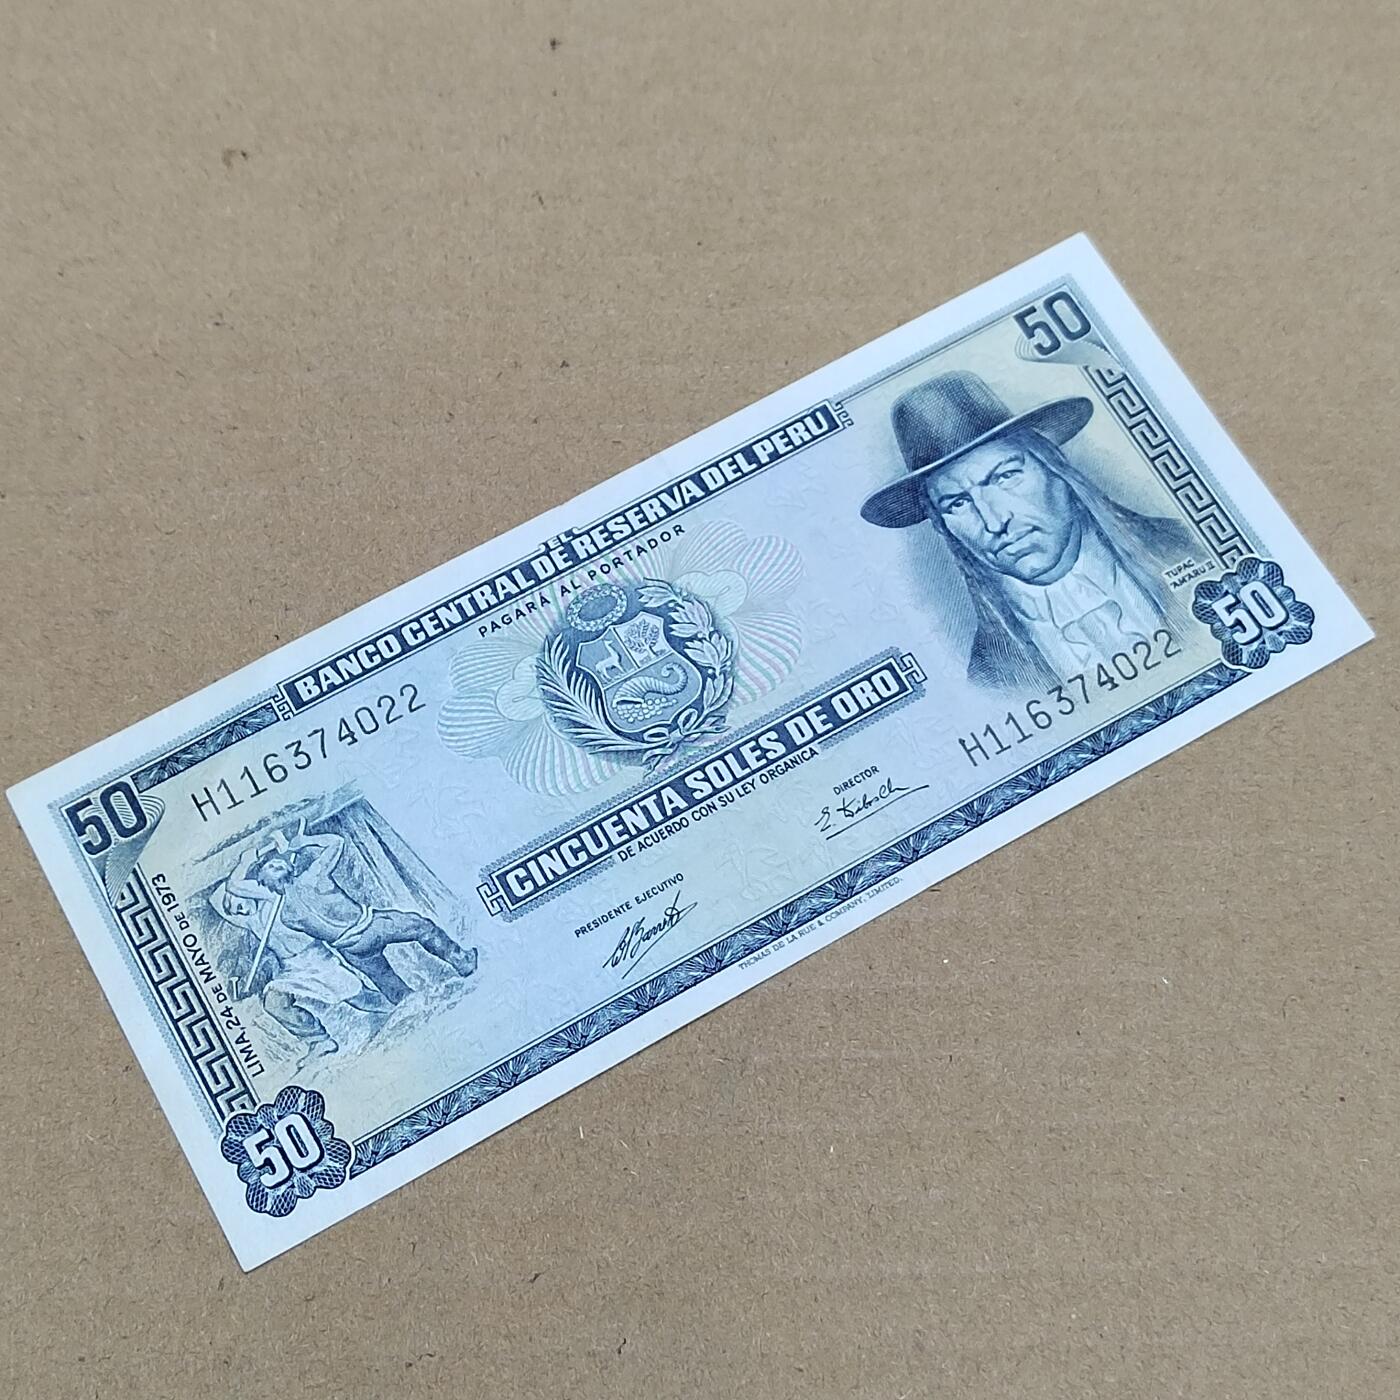 50
EL
BANCO CENTRAL DE RESERVA DEL PERÚ
PAGARÁ AL PORTADOR
H116374022
50
LIMA, 24 DE MAYO DE 1973
CINCUENTA SOLES DE ORO
DE ACUERDO CON SU LEY ORGANICA
TUPAC
AMARU II
50
H116374022
DIRECTOR
PRESIDENTE EJECUTIVO
50
THOMAS DE LA RUE & COMPANY, LIMITED.